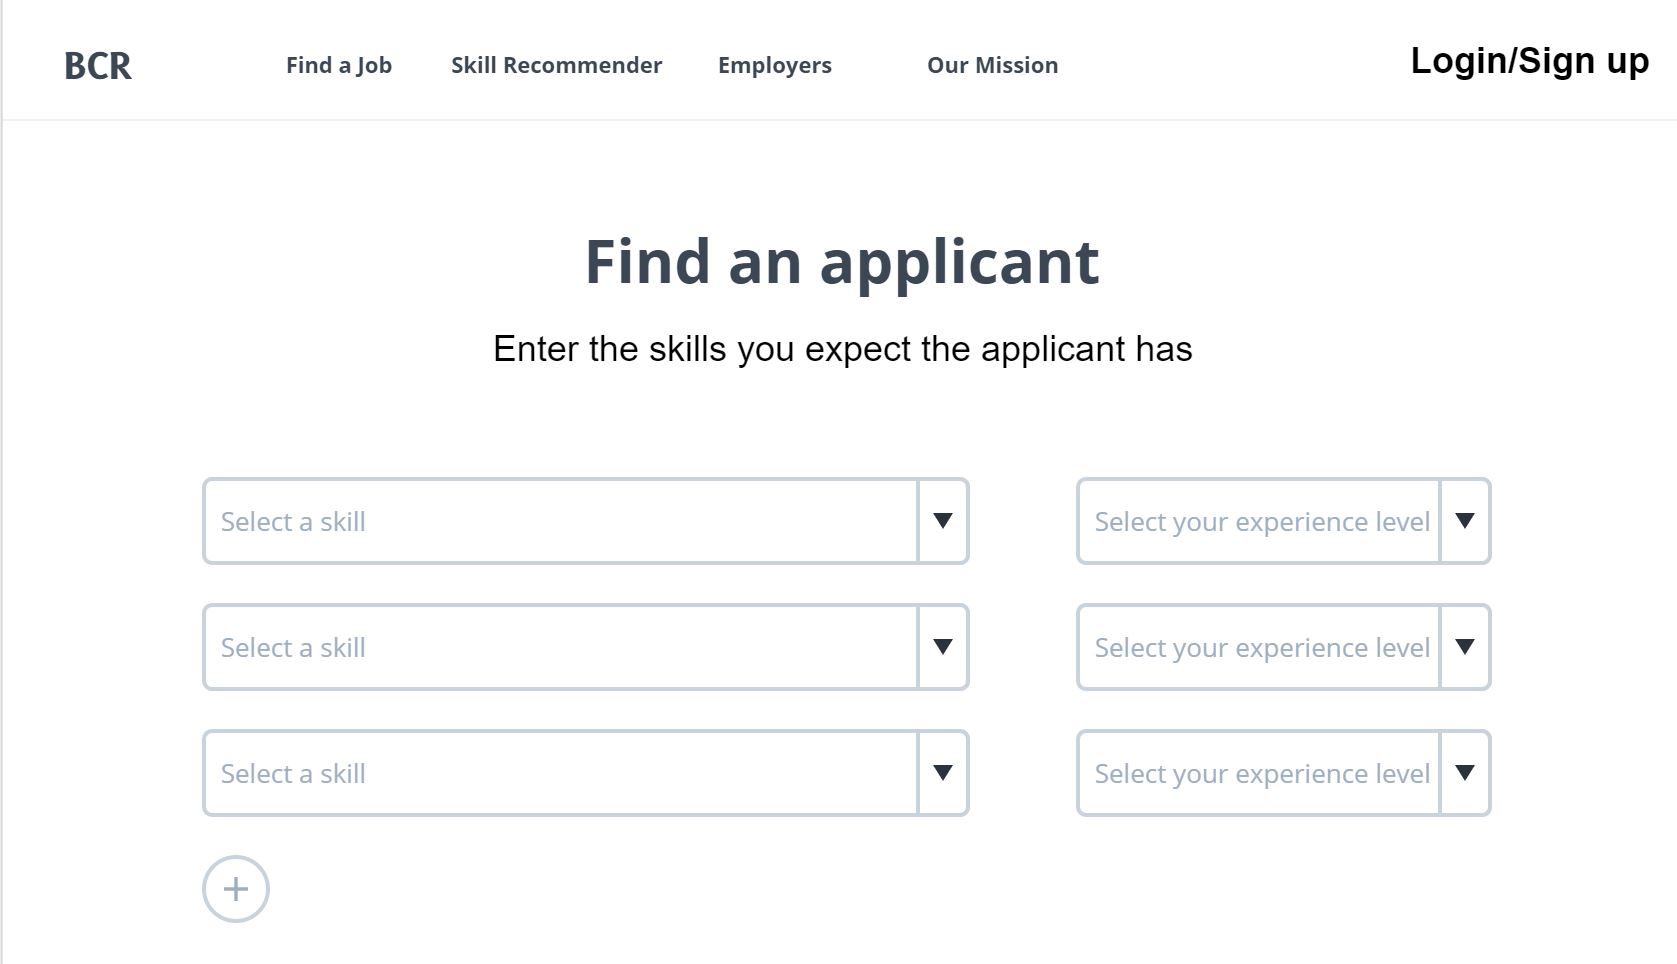 BCR
Find a Job
Skill Recommender
Employers
Our Mission
Login/Sign up
Find an applicant
Enter the skills you expect the applicant has
Select a skill
Select your experience level
Select a skill
Select your experience level
Select a skill
Select your experience level
+